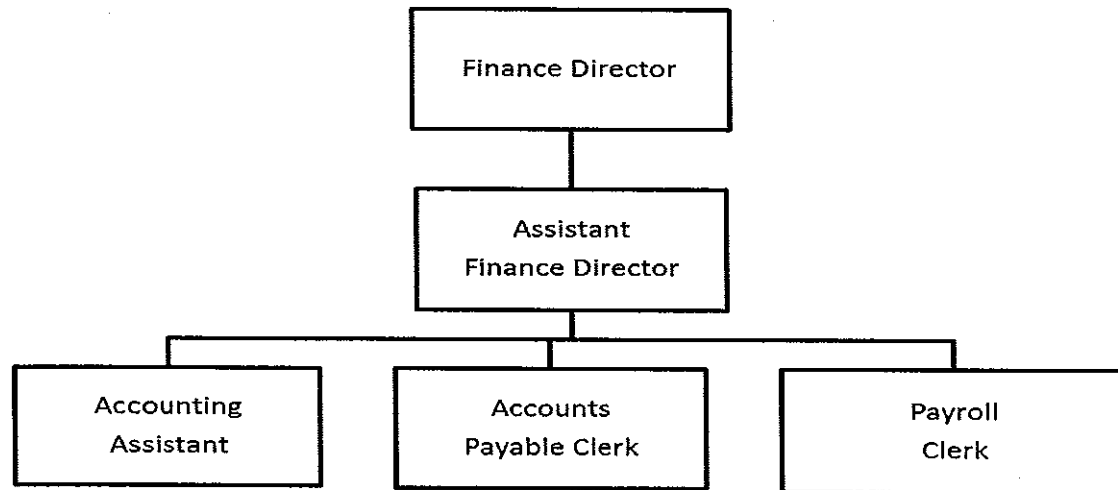 Finance Director
Assistant
Finance Director
Accounting
Assistant
Accounts
Payable Clerk
Payroll
Clerk